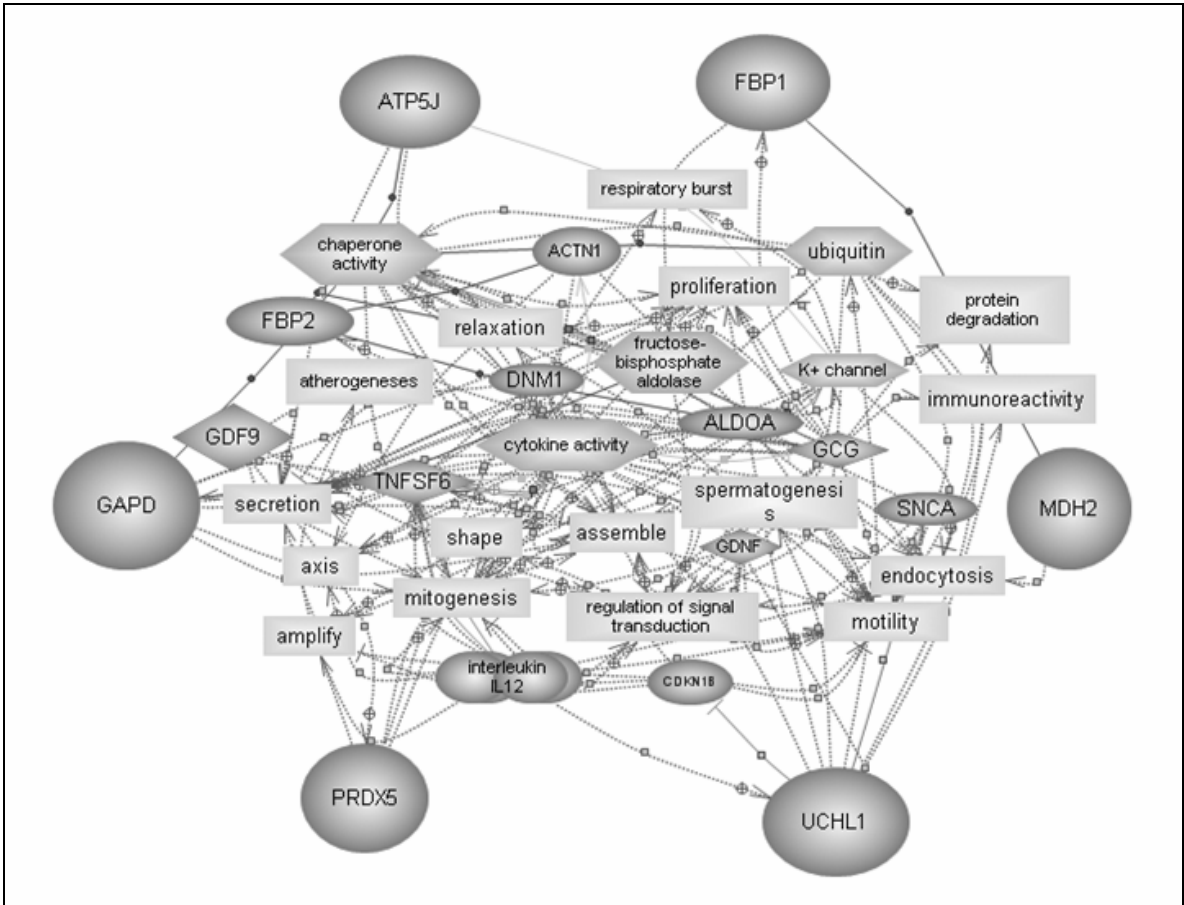 FBP1
ATP5J
respiratory burst
chaperone
activity
ACTN1
ubiquitin
proliferation
protein
degradation
FBP2
relaxation
fructose-
bisphosphate
aldolase
K+ channel
atherogeneses
DNM1
immunoreactivity
ALDOA
GDF9
cytokine activity
GCG
TNFSF6
GAPD
secretion
spermatogenesi
s
SNCA
MDH2
shape
assemble
GDNF
axis
endocytosis
mitogenesis
regulation of signal
transduction
motility
amplify
interleukin
IL12
CDKN1B
PRDX5
UCHL1